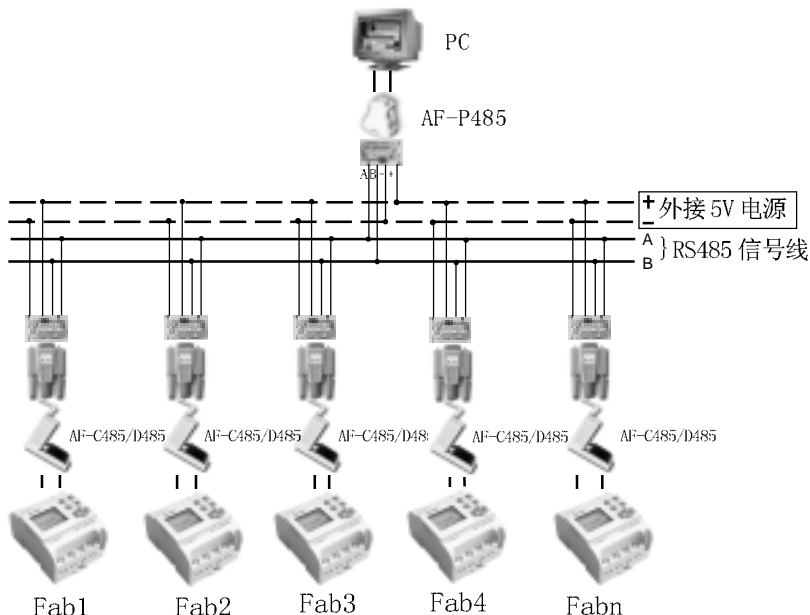 PC
AF-P485
AB-+
+ 外接 5V 电源
-
A
B
}RS485 信号线
AF-C485/D485
AF-C485/D485
AF-C485/D485
AF-C485/D485
AF-C485/D485
Fab1
Fab2
Fab3
Fab4
Fabn